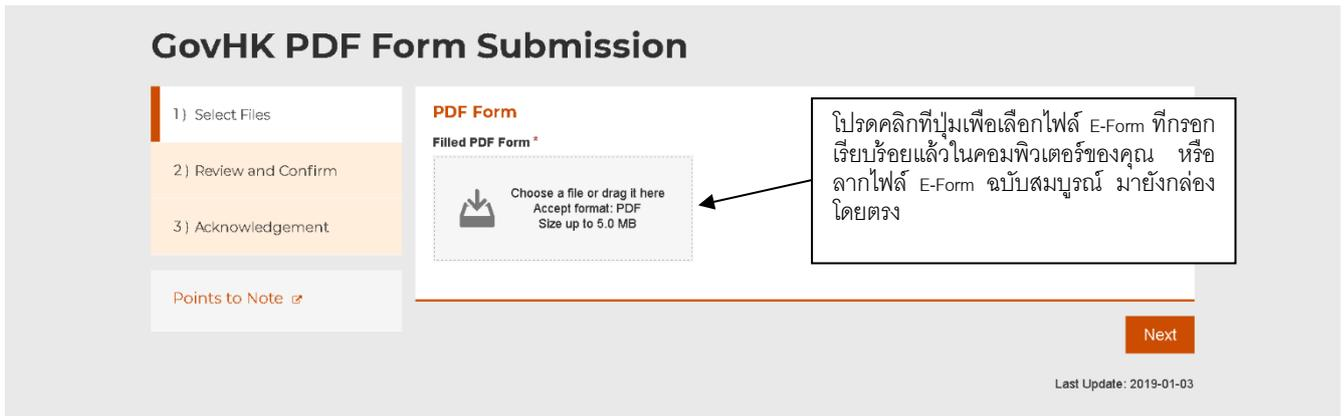 GovHK PDF Form Submission
1) Select Files
2) Review and Confirm
3) Acknowledgement
Points to Note
PDF Form
Filled PDF Form *
Choose a file or drag it here
Accept format: PDF
Size up to 5.0 MB
โปรดคลิกที่ปุ่มเพื่อเลือกไฟล์ E-Form ที่กรอก
เรียบร้อยแล้วในคอมพิวเตอร์ของคุณ หรือ
ลากไฟล์ E-Form ฉบับสมบูรณ์ มายังกล่อง
โดยตรง
Next
Last Update: 2019-01-03